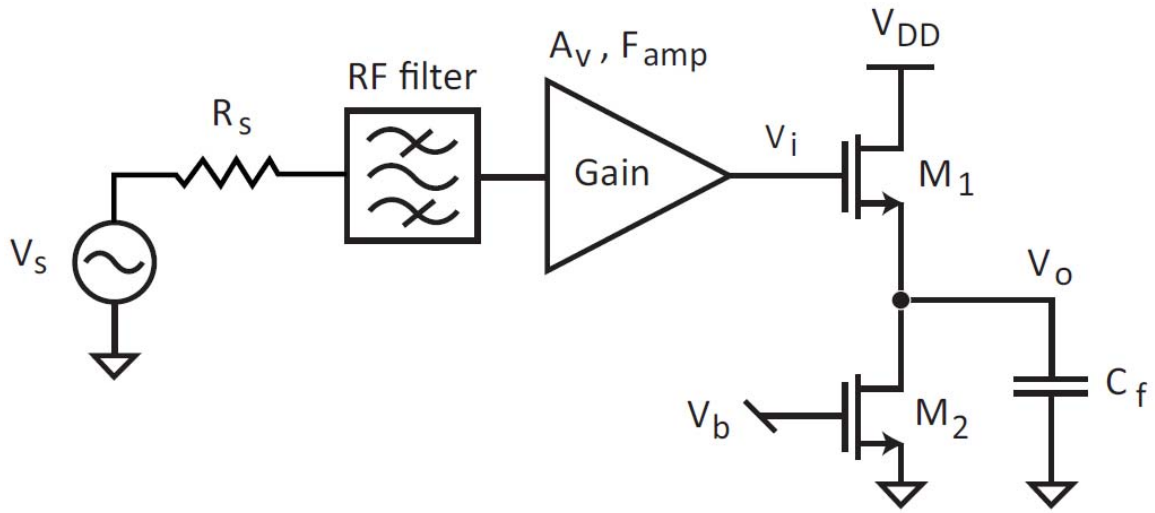 A_v , F_amp
V_DD
RF filter
R_s
V_i
Gain
M_1
V_s
V_o
C_f
V_b
M_2